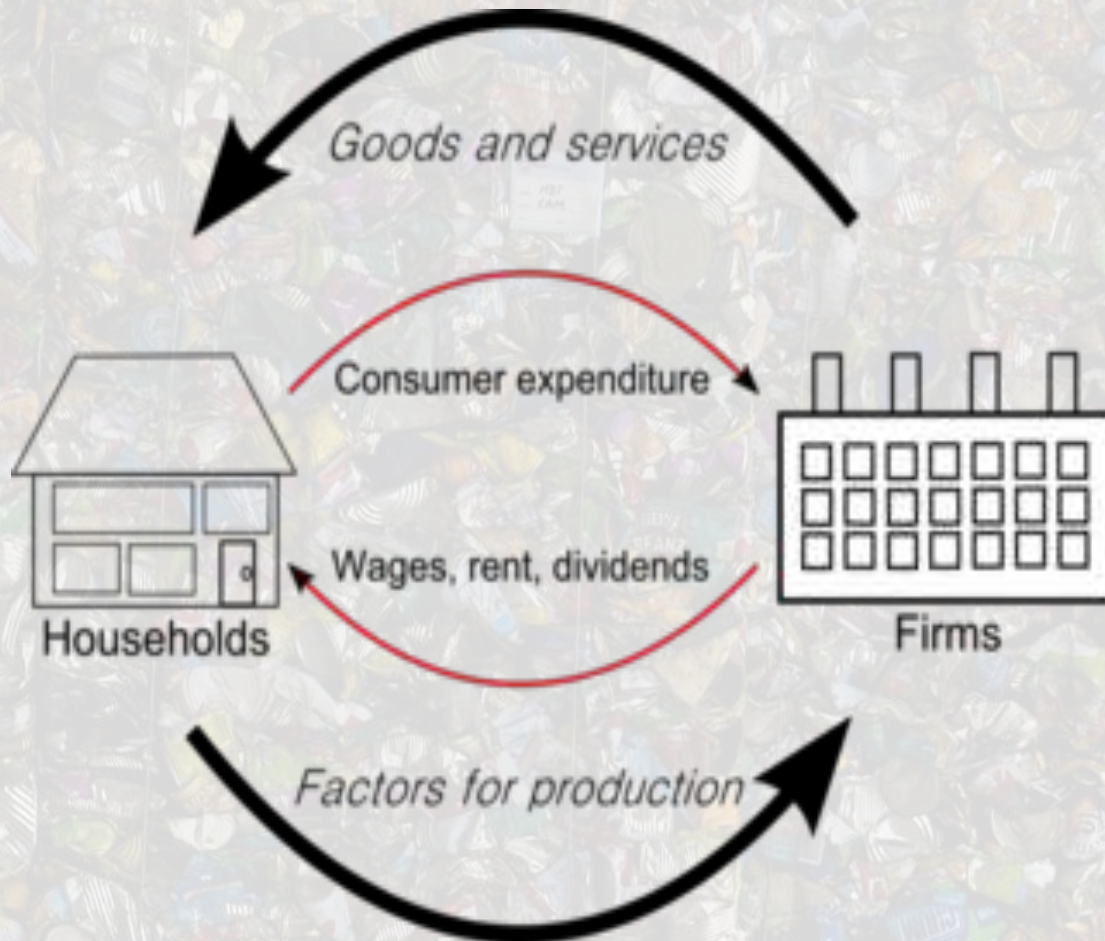 Goods and services
Consumer expenditure
Wages, rent, dividends
Households
Firms
Factors for production